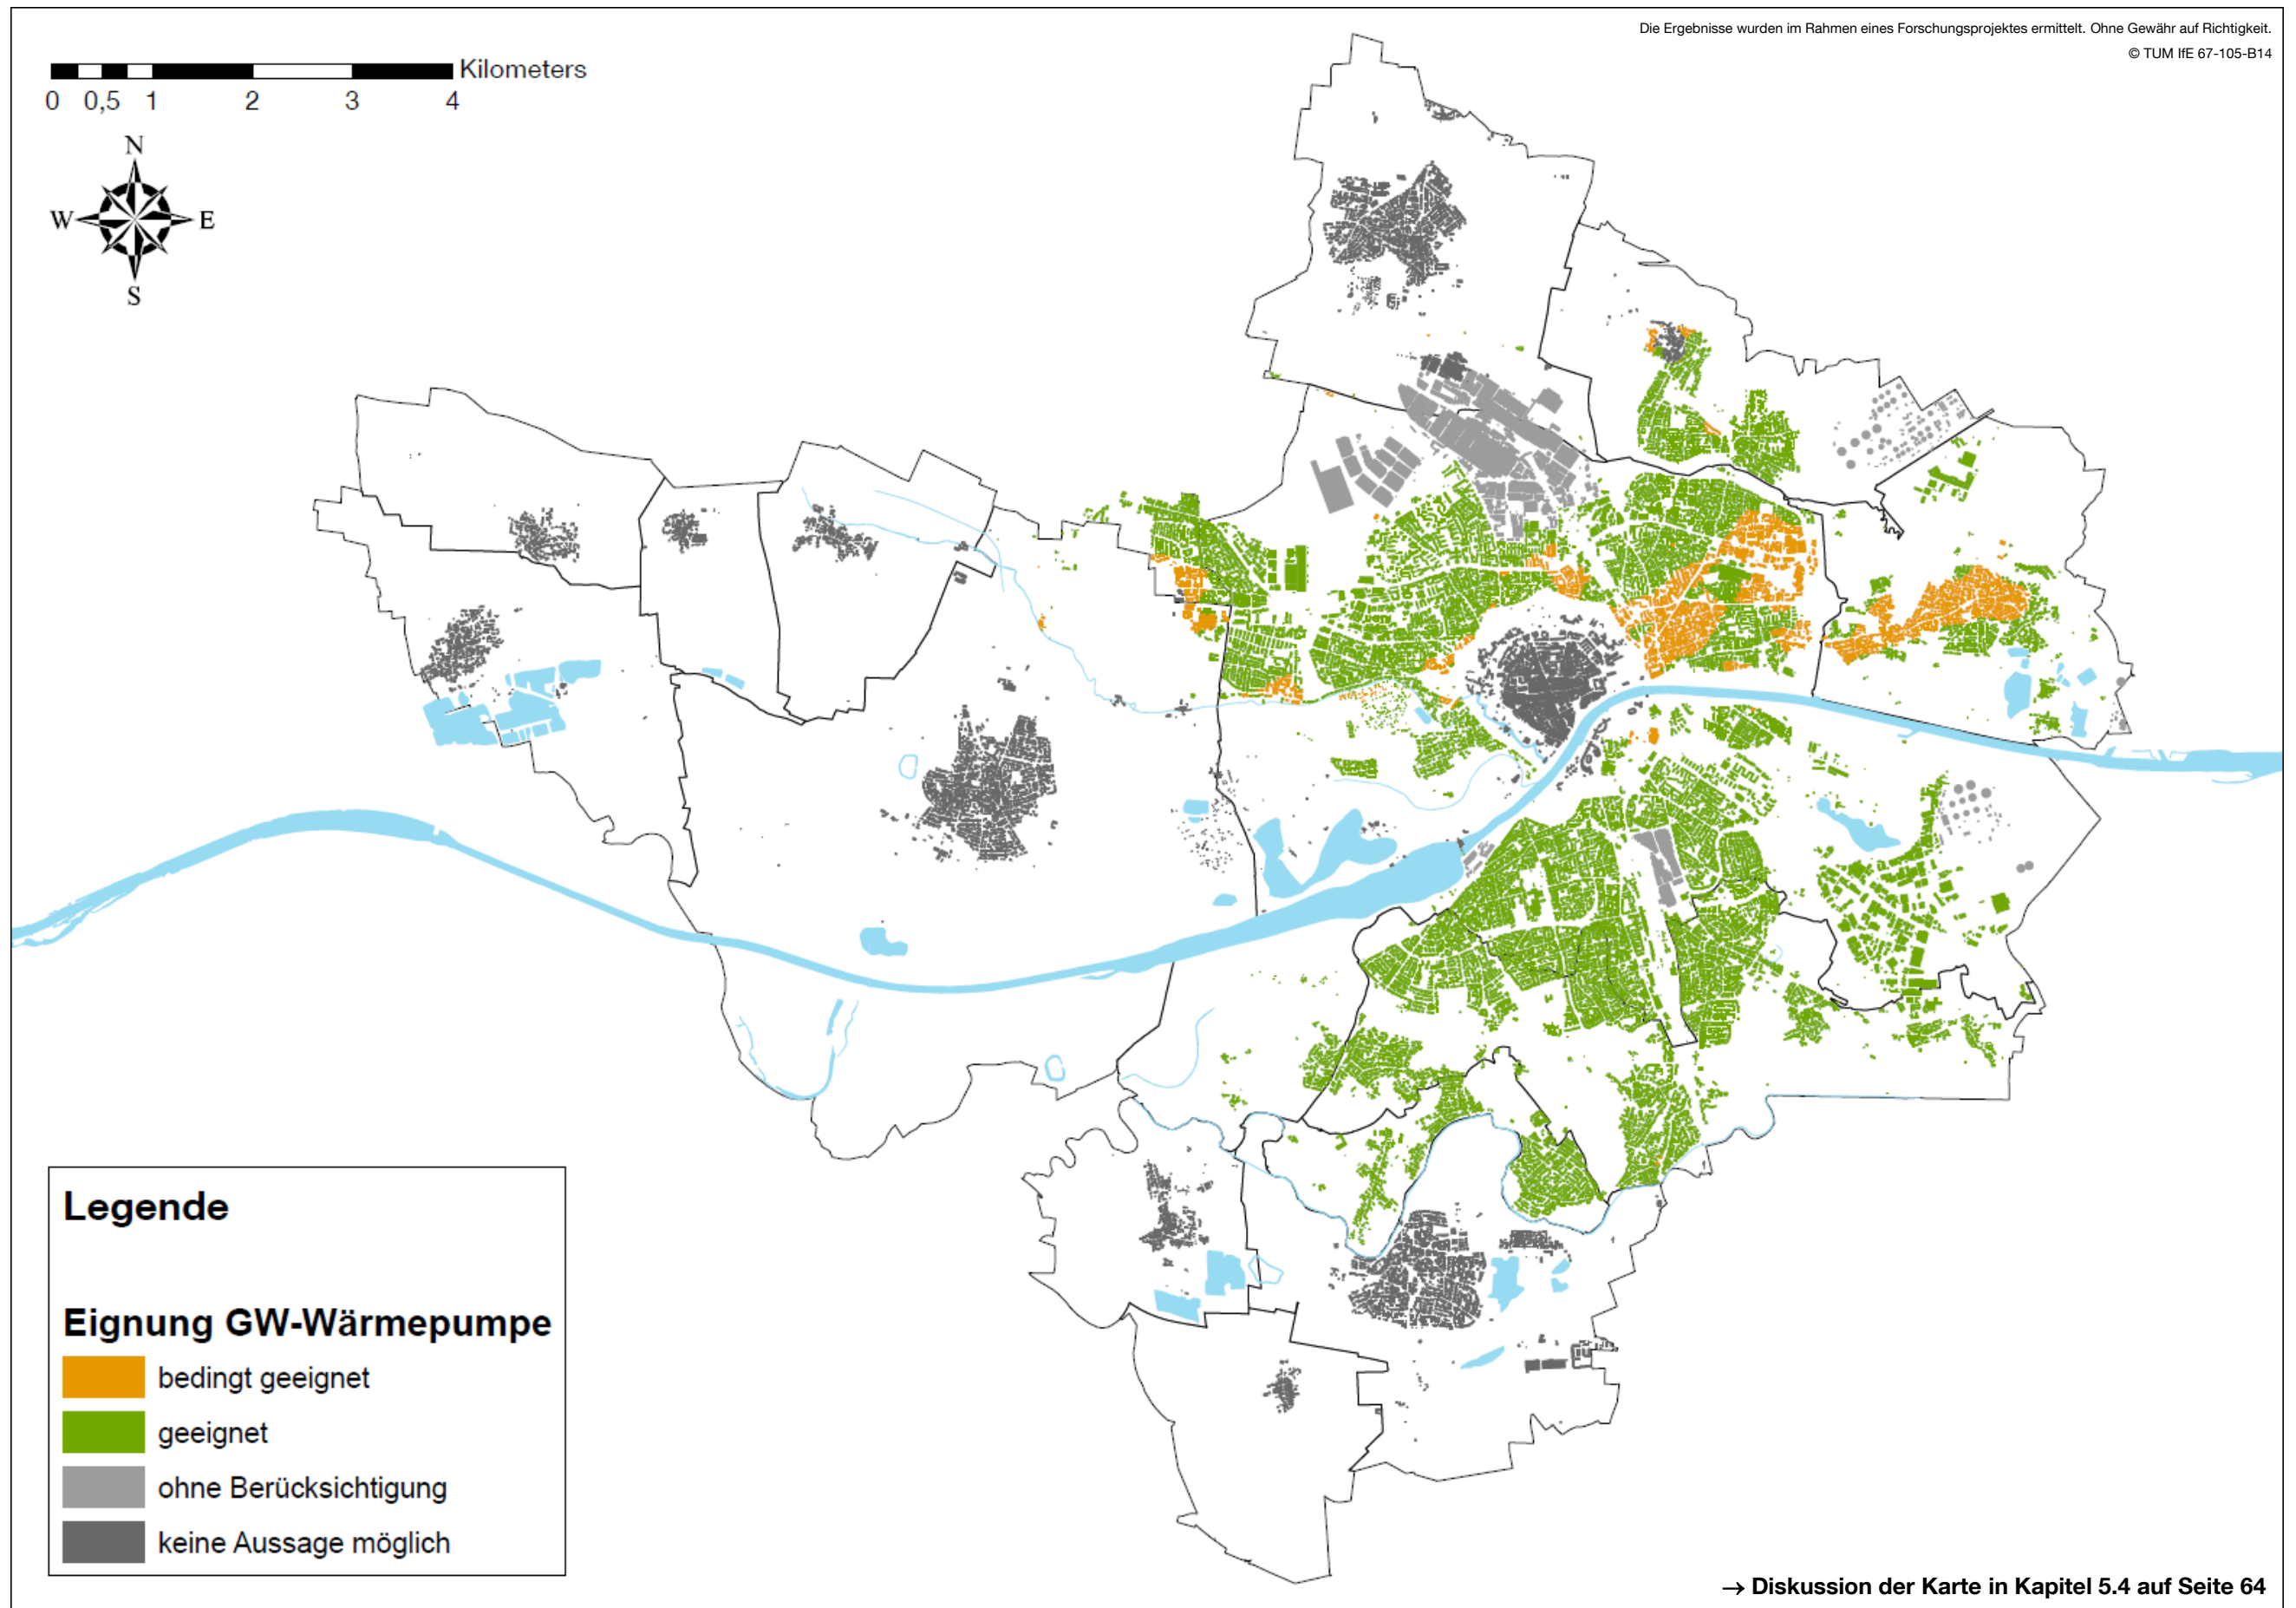 Die Ergebnisse wurden im Rahmen eines Forschungsprojektes ermittelt. Ohne Gewähr auf Richtigkeit.
© TUM IfE 67-105-B14
Kilometers
0 0,5 1 2 3 4
N
W E
S
Legende
Eignung GW-Wärmepumpe
bedingt geeignet
geeignet
ohne Berücksichtigung
keine Aussage möglich
→ Diskussion der Karte in Kapitel 5.4 auf Seite 64